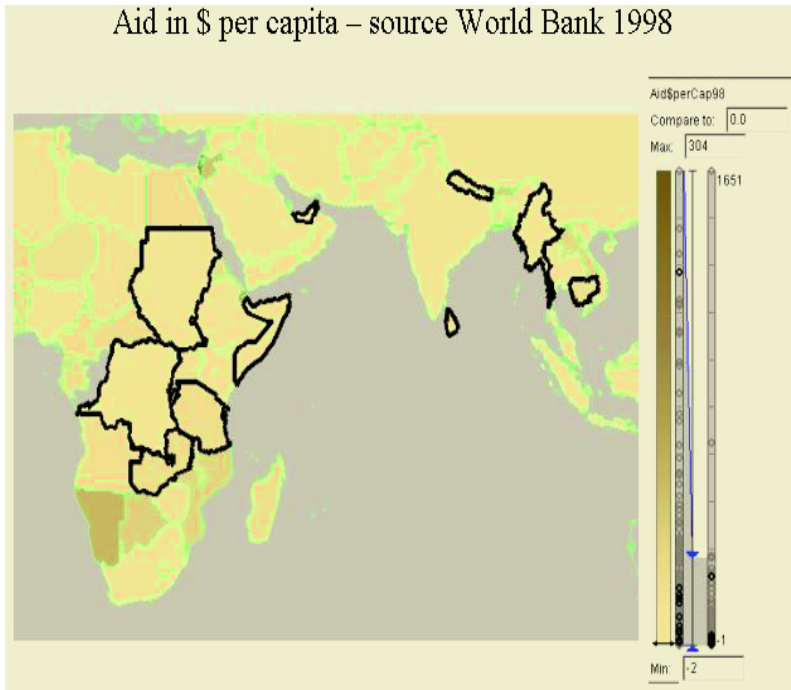 Aid in $ per capita – source World Bank 1998
Aid$perCap98
Compare to: 0.0
Max: 304
1651
-1
Min: -2